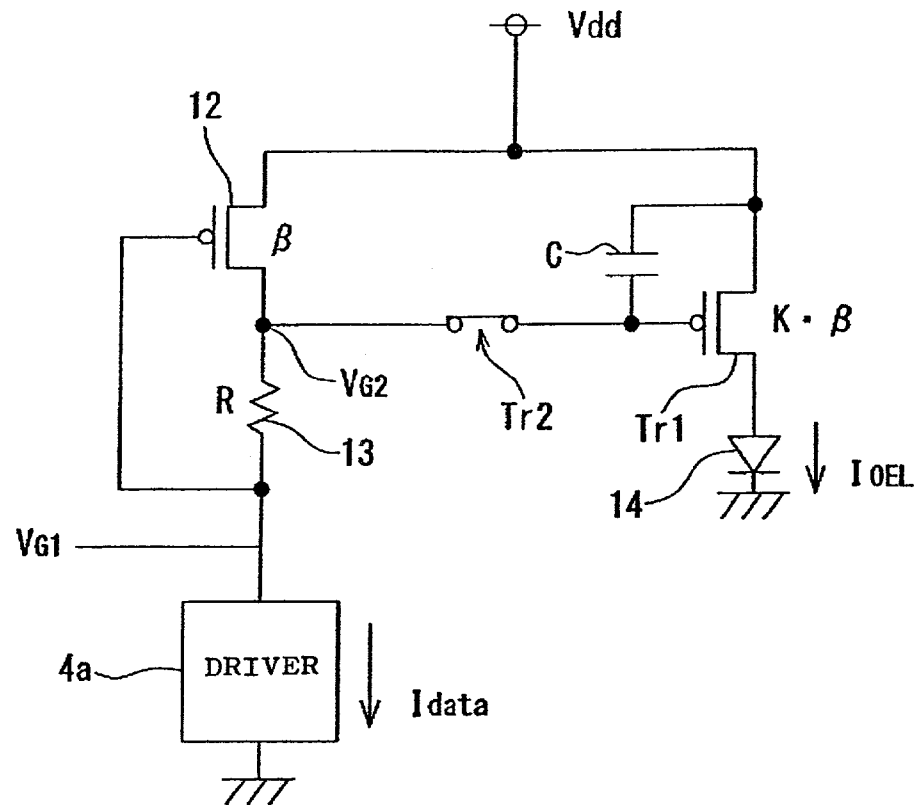 Vdd
12
β
C
K・β
VG2
Tr2
Tr1
R
13
14
IOEL
VG1
4a
DRIVER
Idata